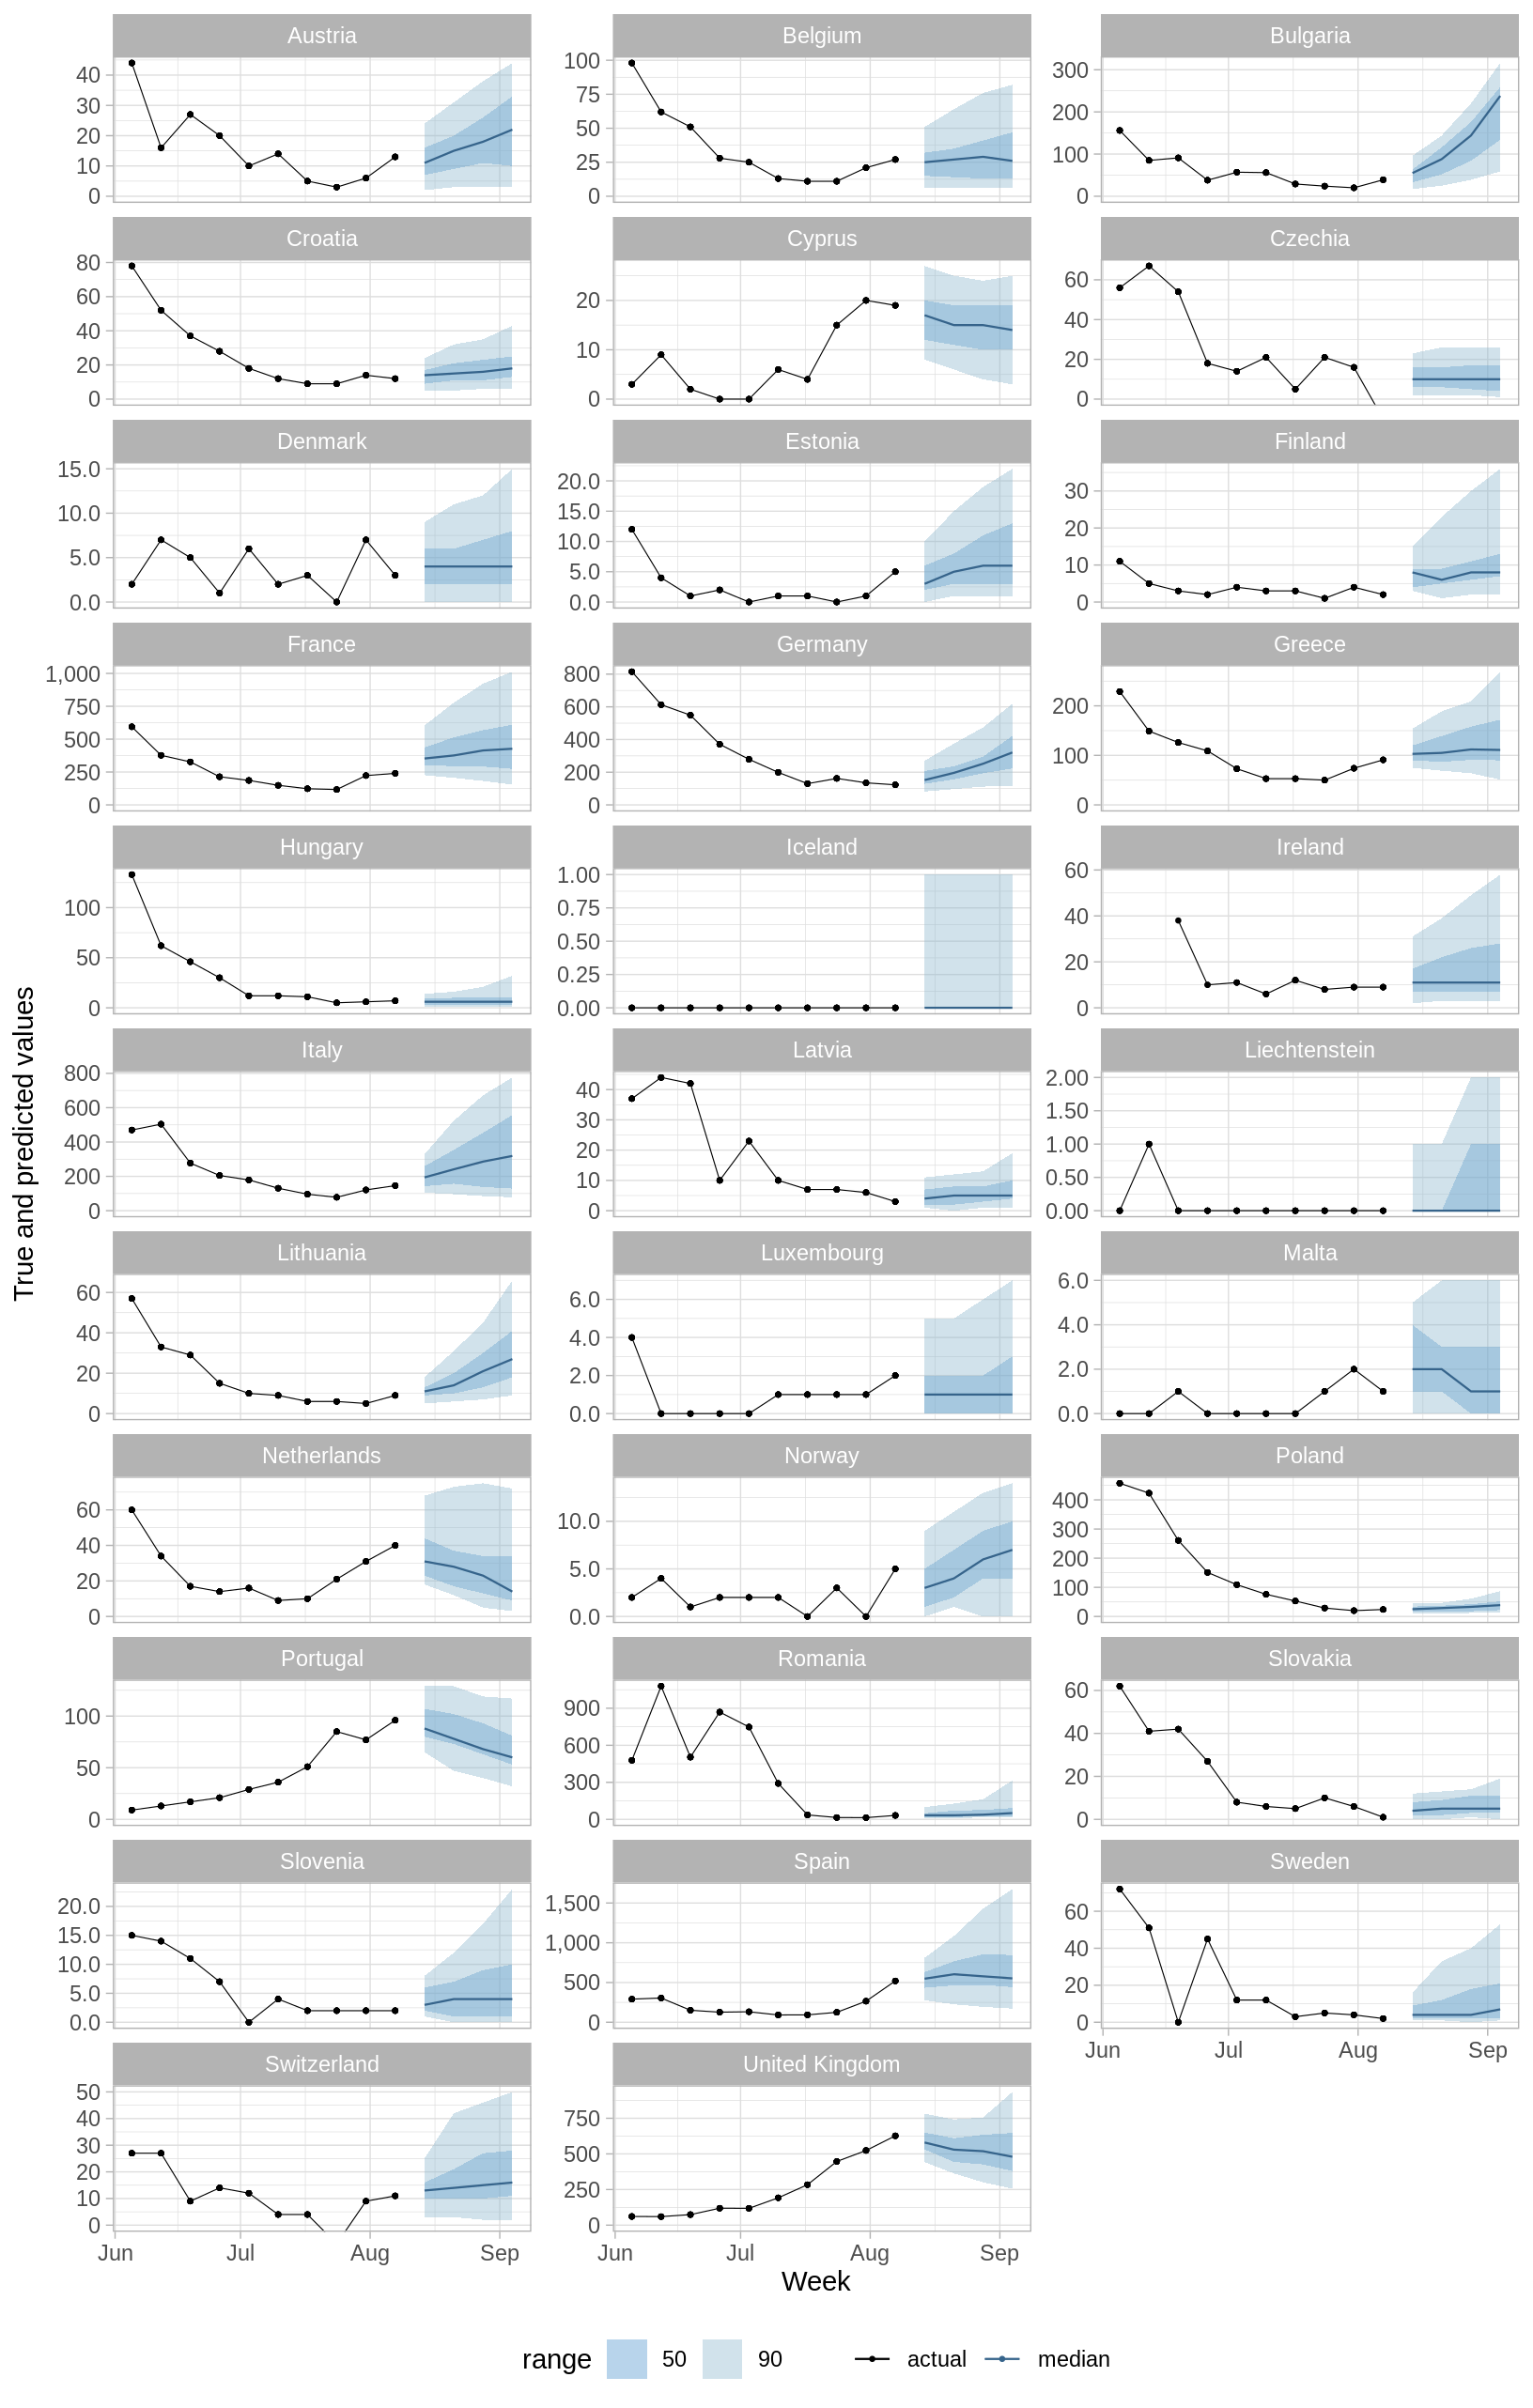 True and predicted values
Austria Belgium Bulgaria
40 30 20 10 0
100 75 50 25 0
300 200 100 0
Croatia Cyprus Czechia
80 60 40 20 0
20 10 0
60 40 20 0
Denmark Estonia Finland
15.0 10.0 5.0 0.0
20.0 15.0 10.0 5.0 0.0
30 20 10 0
France Germany Greece
1,000 750 500 250 0
800 600 400 200 0
200 100 0
Hungary Iceland Ireland
100 50 0
1.00 0.75 0.50 0.25 0.00
60 40 20 0
Italy Latvia Liechtenstein
800 600 400 200 0
40 30 20 10 0
2.00 1.50 1.00 0.50 0.00
Lithuania Luxembourg Malta
60 40 20 0
6.0 4.0 2.0 0.0
6.0 4.0 2.0 0.0
Netherlands Norway Poland
60 40 20 0
10.0 5.0 0.0
400 300 200 100 0
Portugal Romania Slovakia
100 50 0
900 600 300 0
60 40 20 0
Slovenia Spain Sweden
20.0 15.0 10.0 5.0 0.0
1,500 1,000 500 0
60 40 20 0
Jun Jul Aug Sep
Switzerland United Kingdom
50 40 30 20 10 0
750 500 250 0
Jun Jul Aug Sep Jun Jul Aug Sep
Week
range 50 90 actual median